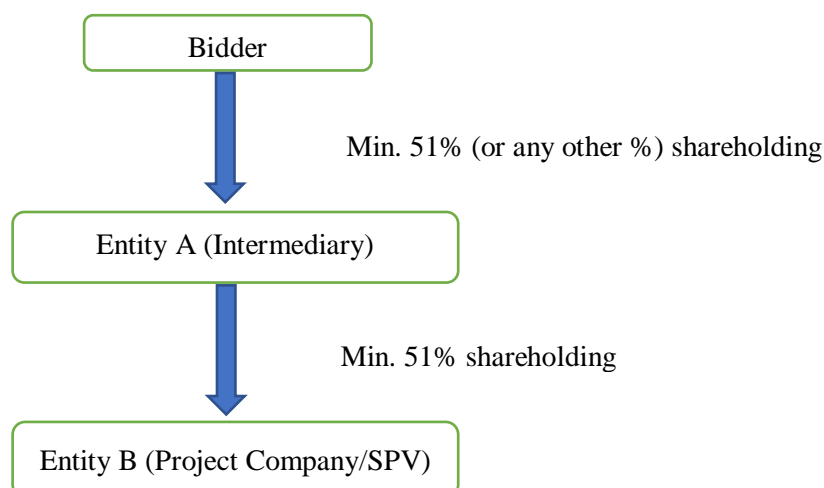 Bidder
Min. 51% (or any other %) shareholding
Entity A (Intermediary)
Min. 51% shareholding
Entity B (Project Company/SPV)